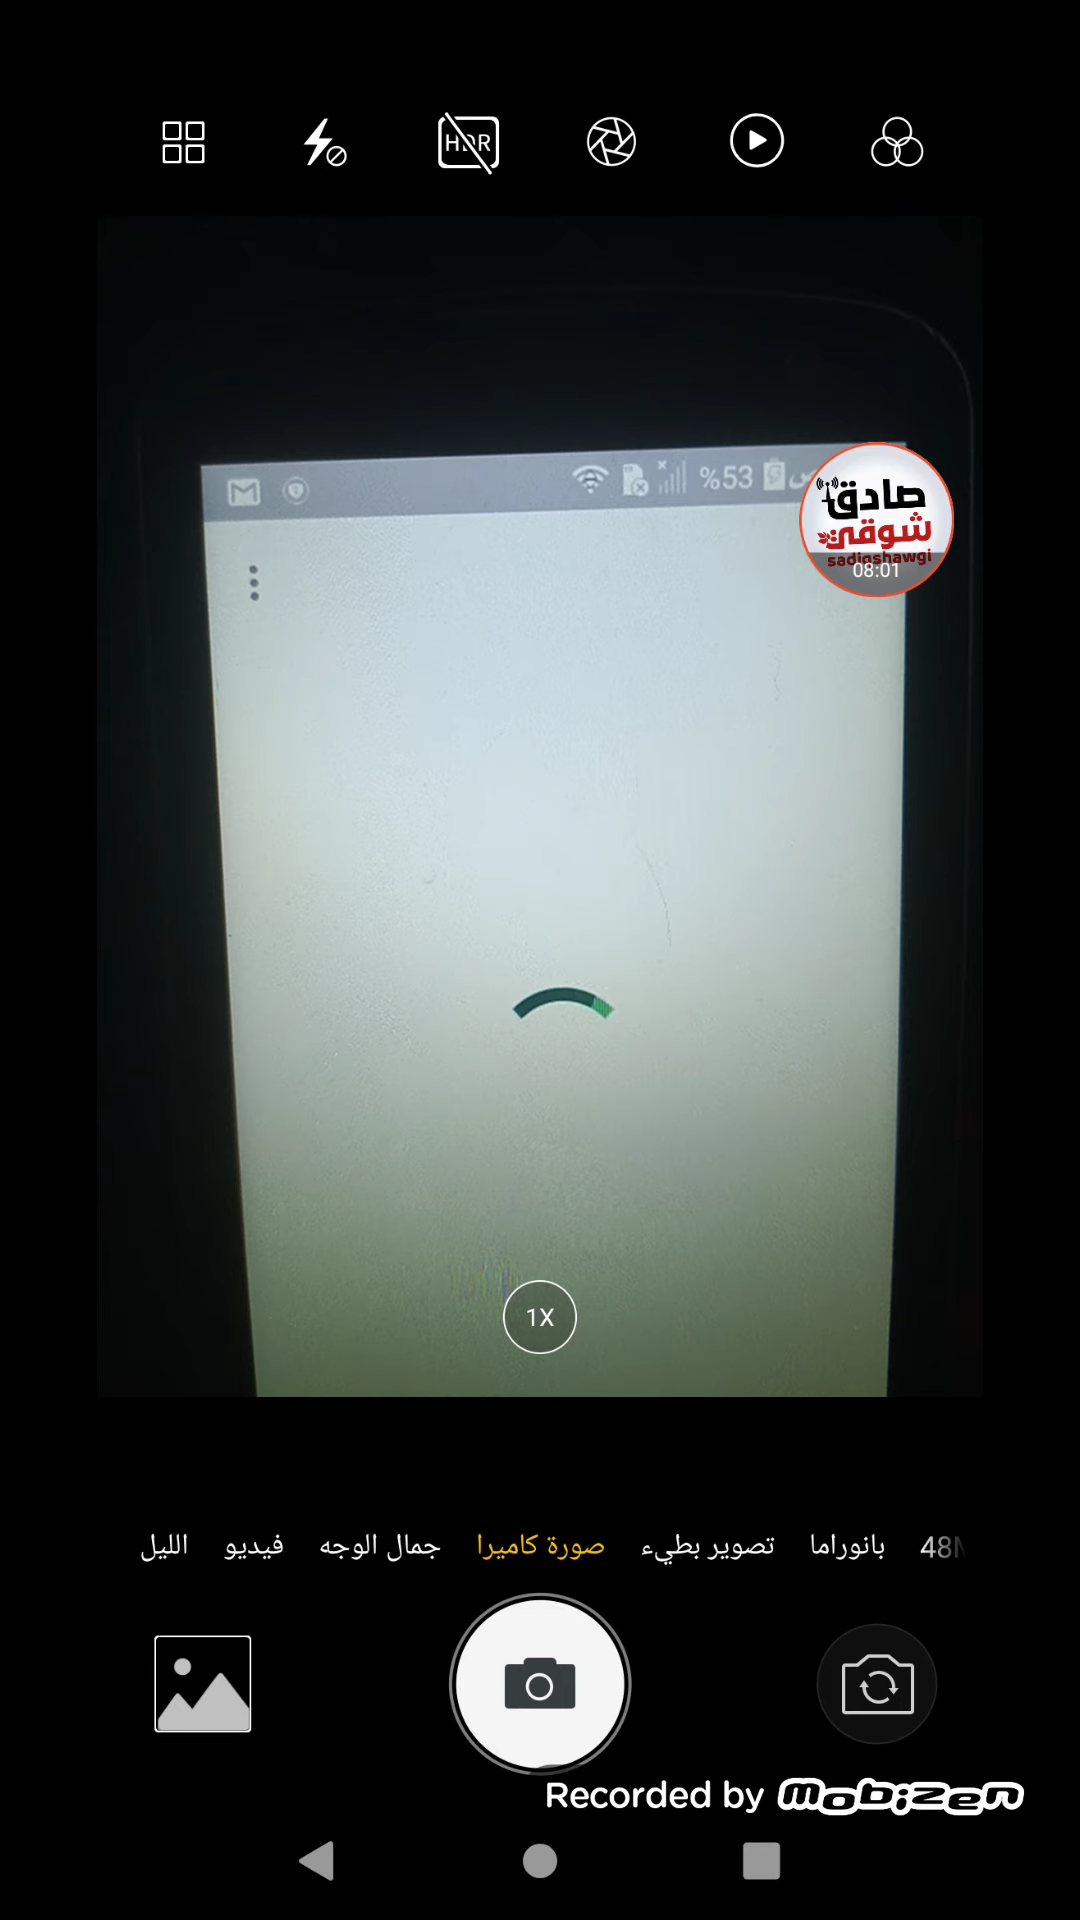 HDR
%53
صادق
شوقي
sadiqshawgi
08:01
1X
الليل فيديو جمال الوجه صورة كاميرا تصوير بطيء بانوراما 48
Recorded by Mobizen